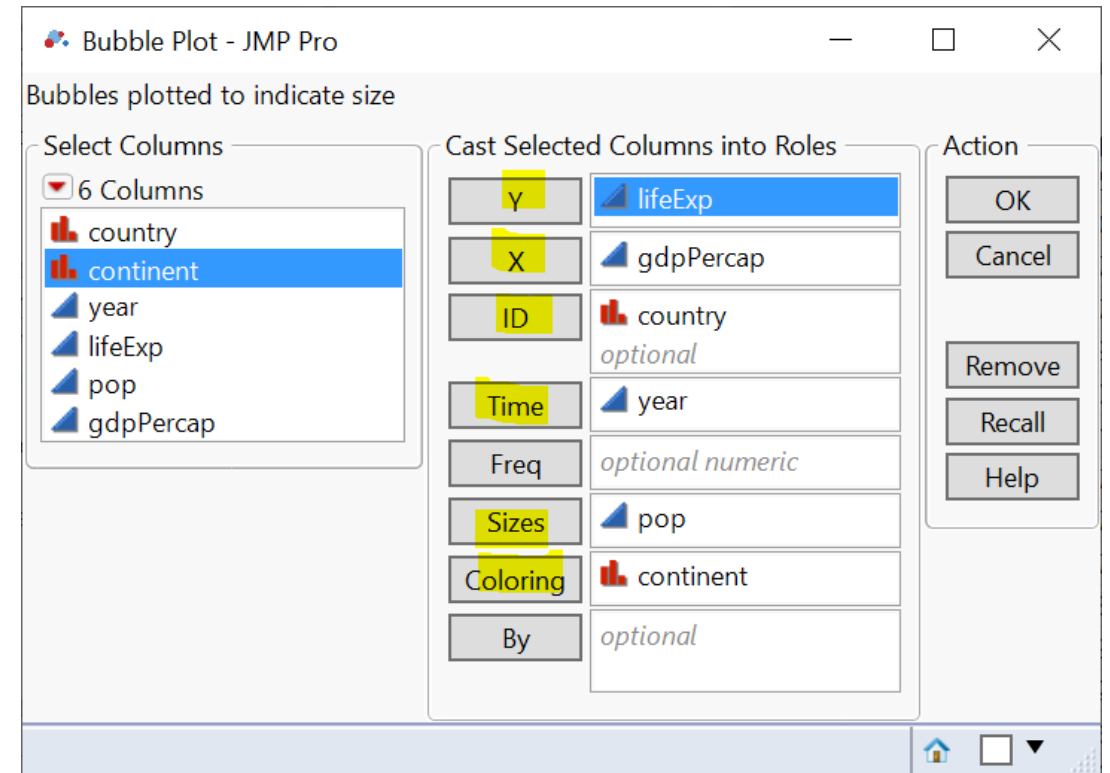 Bubble Plot - JMP Pro
Bubbles plotted to indicate size
Select Columns
6 Columns
country
continent
year
lifeExp
pop
gdpPercap
Cast Selected Columns into Roles
Y lifeExp
X gdpPercap
ID country
optional
Time year
Freq optional numeric
Sizes pop
Coloring continent
By optional
Action
OK
Cancel
Remove
Recall
Help